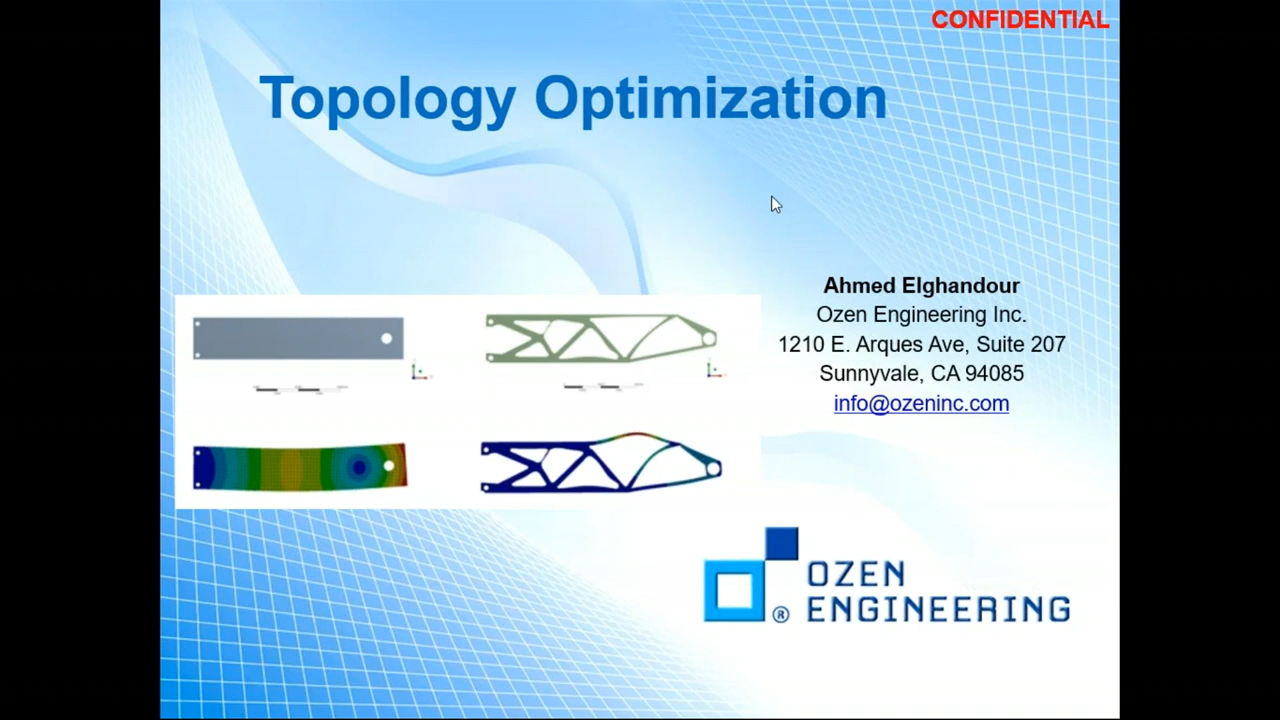 CONFIDENTIAL
Topology Optimization
Ahmed Elghandour
Ozen Engineering Inc.
1210 E. Arques Ave, Suite 207
Sunnyvale, CA 94085
info@ozeninc.com
OZEN
® ENGINEERING